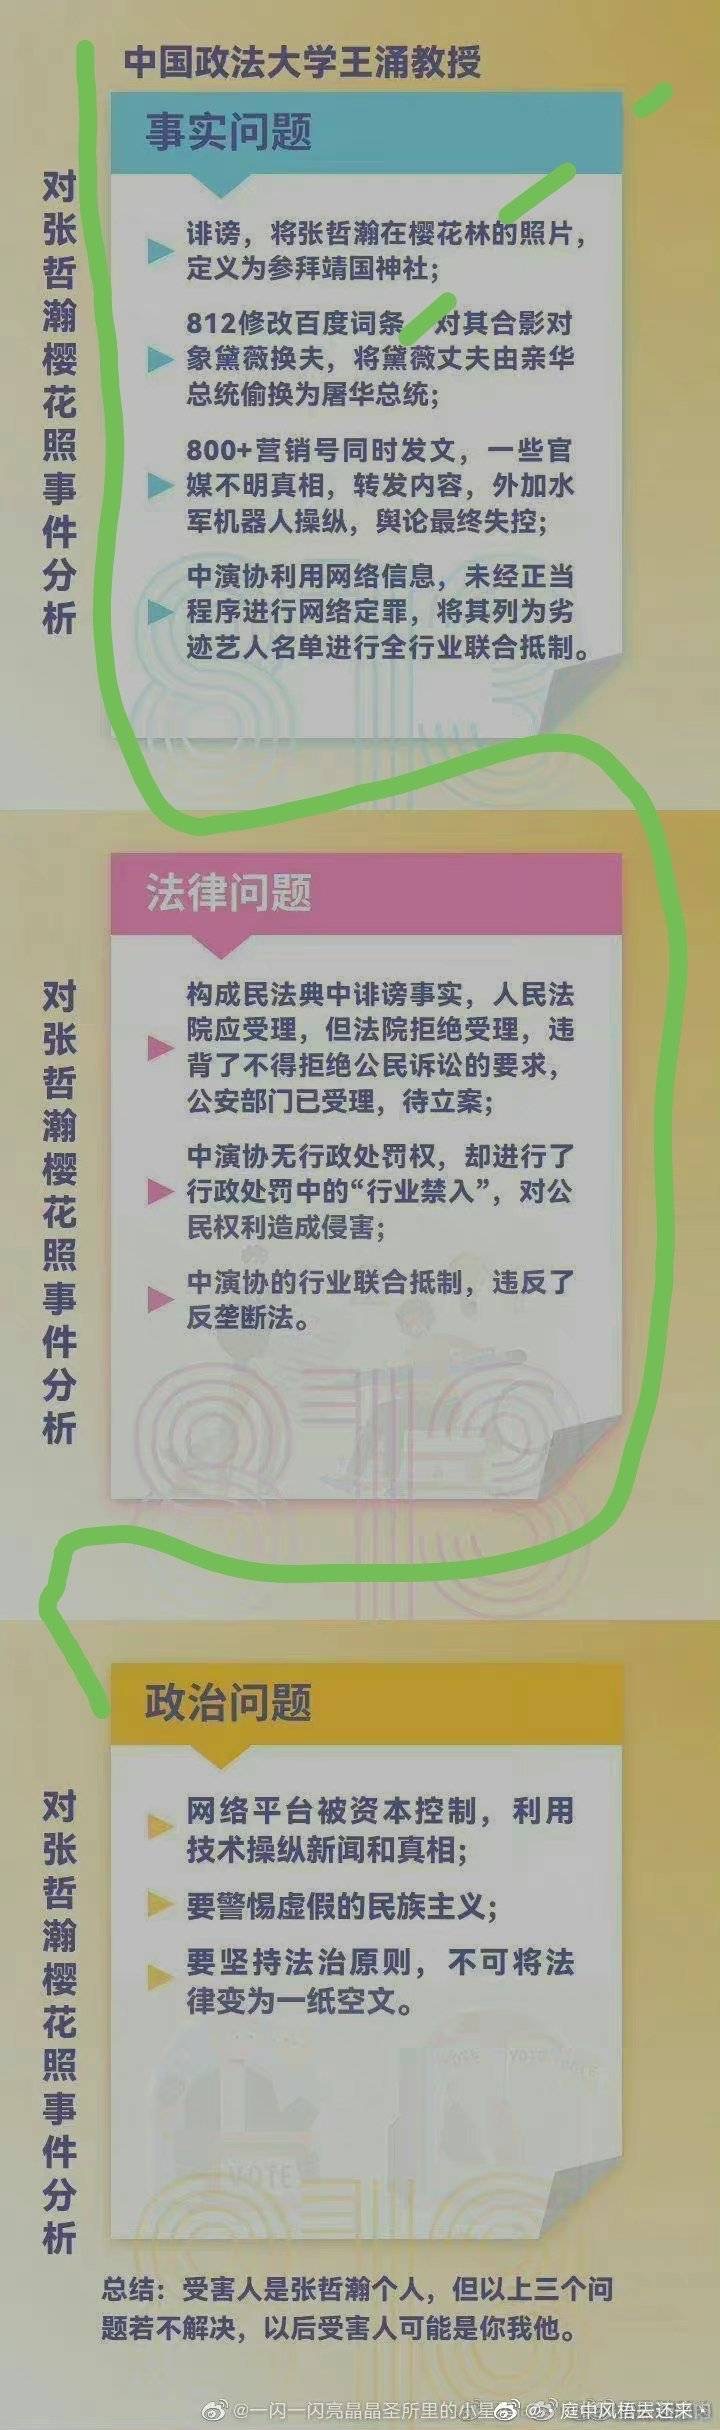 中国政法大学王涌教授
对张哲瀚樱花照事件分析
事实问题
诽谤，将张哲瀚在樱花林的照片，
定义为参拜靖国神社；
812修改百度词条 对其合影对
象黛薇换夫，将黛薇丈夫由亲华
总统偷换为屠华总统；
800+营销号同时发文，一些官
媒不明真相，转发内容，外加水
军机器人操纵，舆论最终失控；
中演协利用网络信息，未经正当
程序进行网络定罪，将其列为劣
迹艺人名单进行全行业联合抵制。
813
对张哲瀚樱花照事件分析
法律问题
构成民法典中诽谤事实，人民法
院应受理，但法院拒绝受理，违
背了不得拒绝公民诉讼的要求，
公安部门已受理，待立案；
中演协无行政处罚权，却进行了
行政处罚中的“行业禁入”，对公
民权利造成侵害；
中演协的行业联合抵制，违反了
反垄断法。
对张哲瀚樱花照事件分析
政治问题
网络平台被资本控制，利用
技术操纵新闻和真相；
要警惕虚假的民族主义；
要坚持法治原则，不可将法
律变为一纸空文。
VOTE
总结：受害人是张哲瀚个人，但以上三个问
题若不解决，以后受害人可能是你我他。
@一闪一闪亮晶晶圣所里的小星
庭中风梧去还来